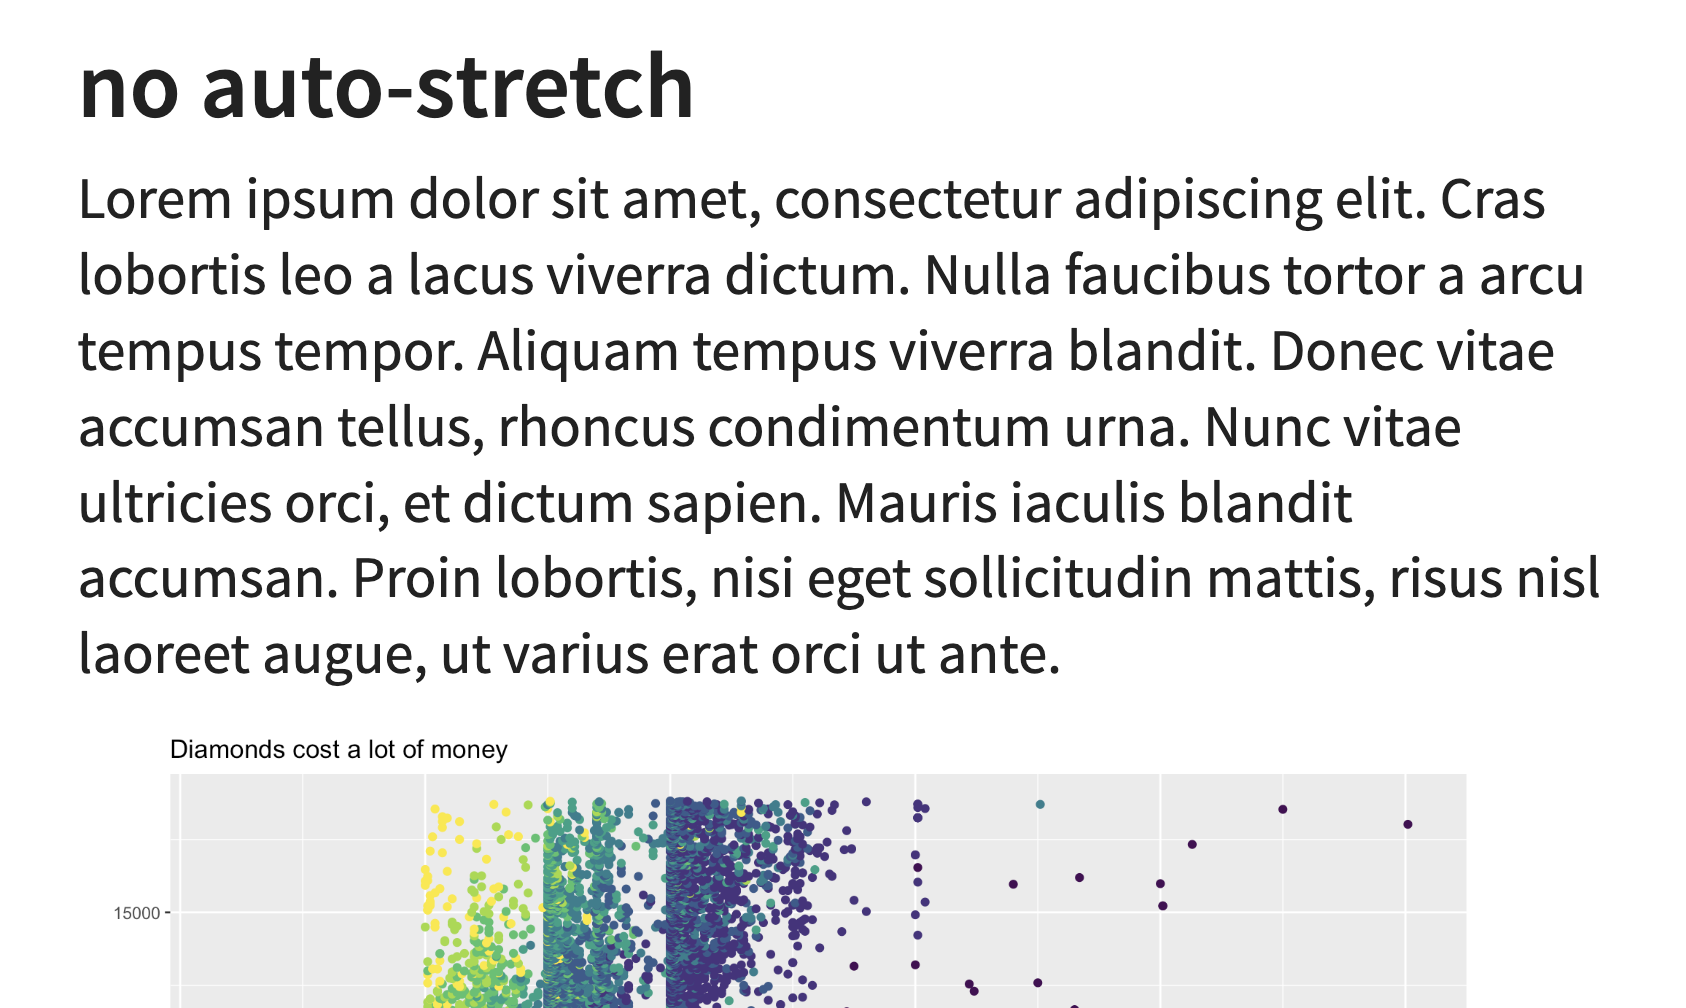 no auto-stretch
Lorem ipsum dolor sit amet, consectetur adipiscing elit. Cras
lobortis leo a lacus viverra dictum. Nulla faucibus tortor a arcu
tempus tempor. Aliquam tempus viverra blandit. Donec vitae
accumsan tellus, rhoncus condimentum urna. Nunc vitae
ultricies orci, et dictum sapien. Mauris iaculis blandit
accumsan. Proin lobortis, nisi eget sollicitudin mattis, risus nisl
laoreet augue, ut varius erat orci ut ante.
Diamonds cost a lot of money
15000